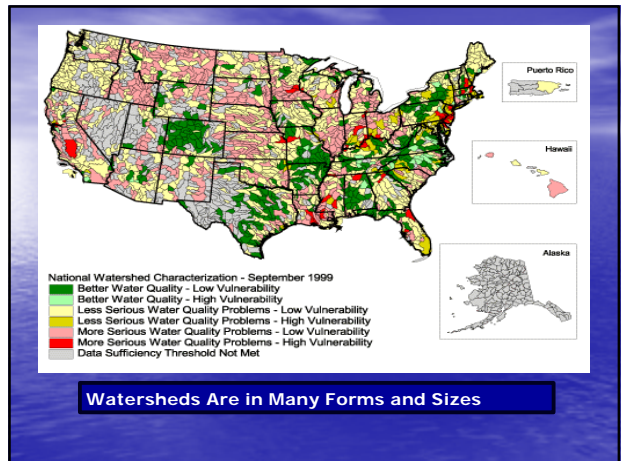 Puerto Rico
Hawaii
Alaska
National Watershed Characterization - September 1999
Better Water Quality - Low Vulnerability
Better Water Quality - High Vulnerability
Less Serious Water Quality Problems - Low Vulnerability
Less Serious Water Quality Problems - High Vulnerability
More Serious Water Quality Problems - Low Vulnerability
More Serious Water Quality Problems - High Vulnerability
Data Sufficiency Threshold Not Met
Watersheds Are in Many Forms and Sizes